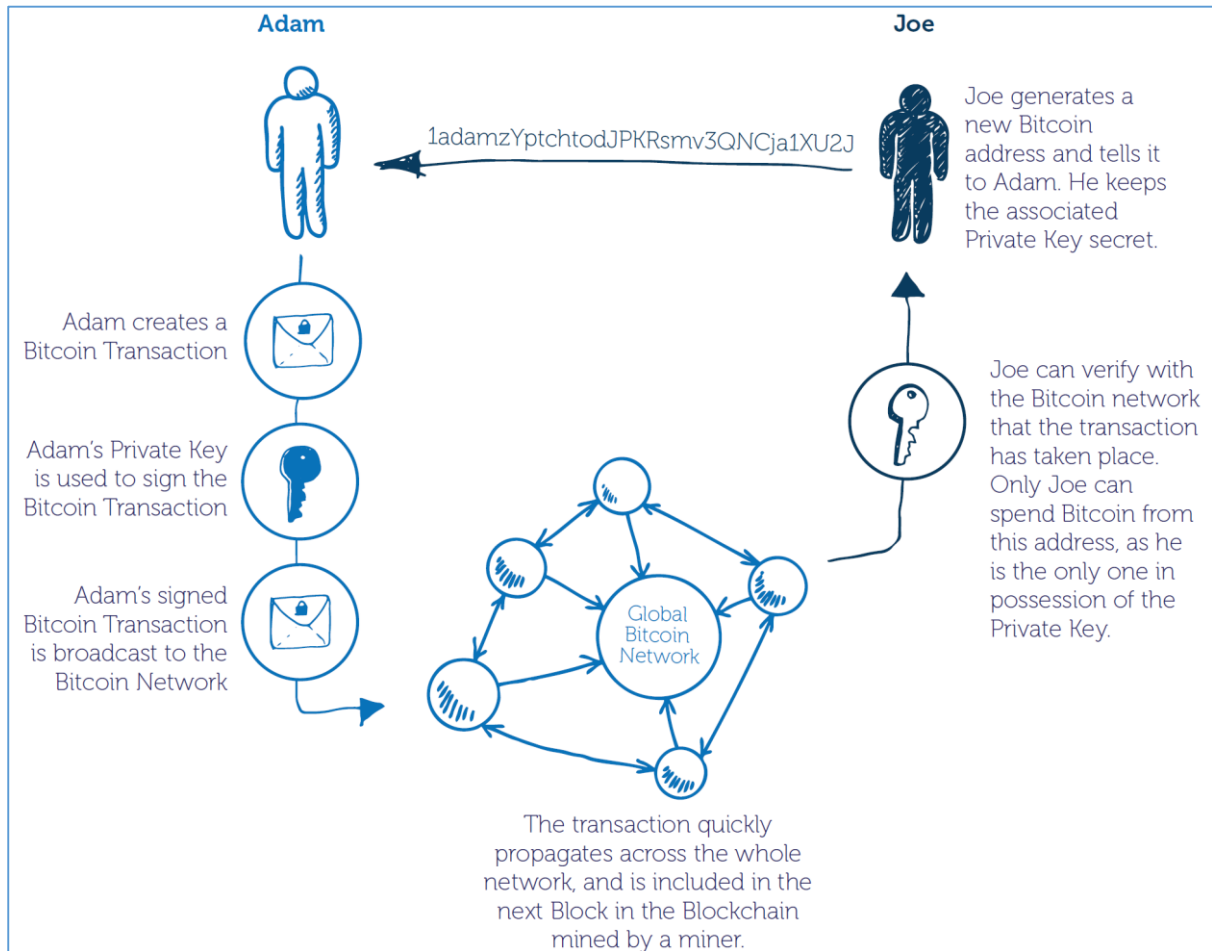 Adam
Joe
1adamzYptchtodJPKRsmv3QNCja1XU2J
Joe generates a
new Bitcoin
address and tells it
to Adam. He keeps
the associated
Private Key secret.
Adam creates a
Bitcoin Transaction
Adam's Private Key
is used to sign the
Bitcoin Transaction
Adam's signed
Bitcoin Transaction
is broadcast to the
Bitcoin Network
Global
Bitcoin
Network
The transaction quickly
propagates across the whole
network, and is included in the
next Block in the Blockchain
mined by a miner.
Joe can verify with
the Bitcoin network
that the transaction
has taken place.
Only Joe can
spend Bitcoin from
this address, as he
is the only one in
possession of the
Private Key.